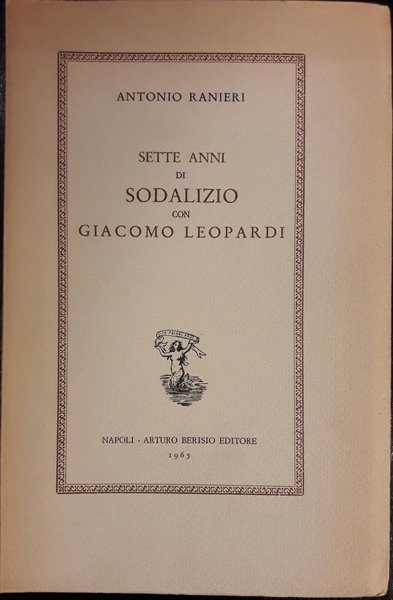 ANTONIO RANIERI
SETTE ANNI
DI
SODALIZIO
CON
GIACOMO LEOPARDI
NAPOLI · ARTURO BERISIO EDITORE
1965